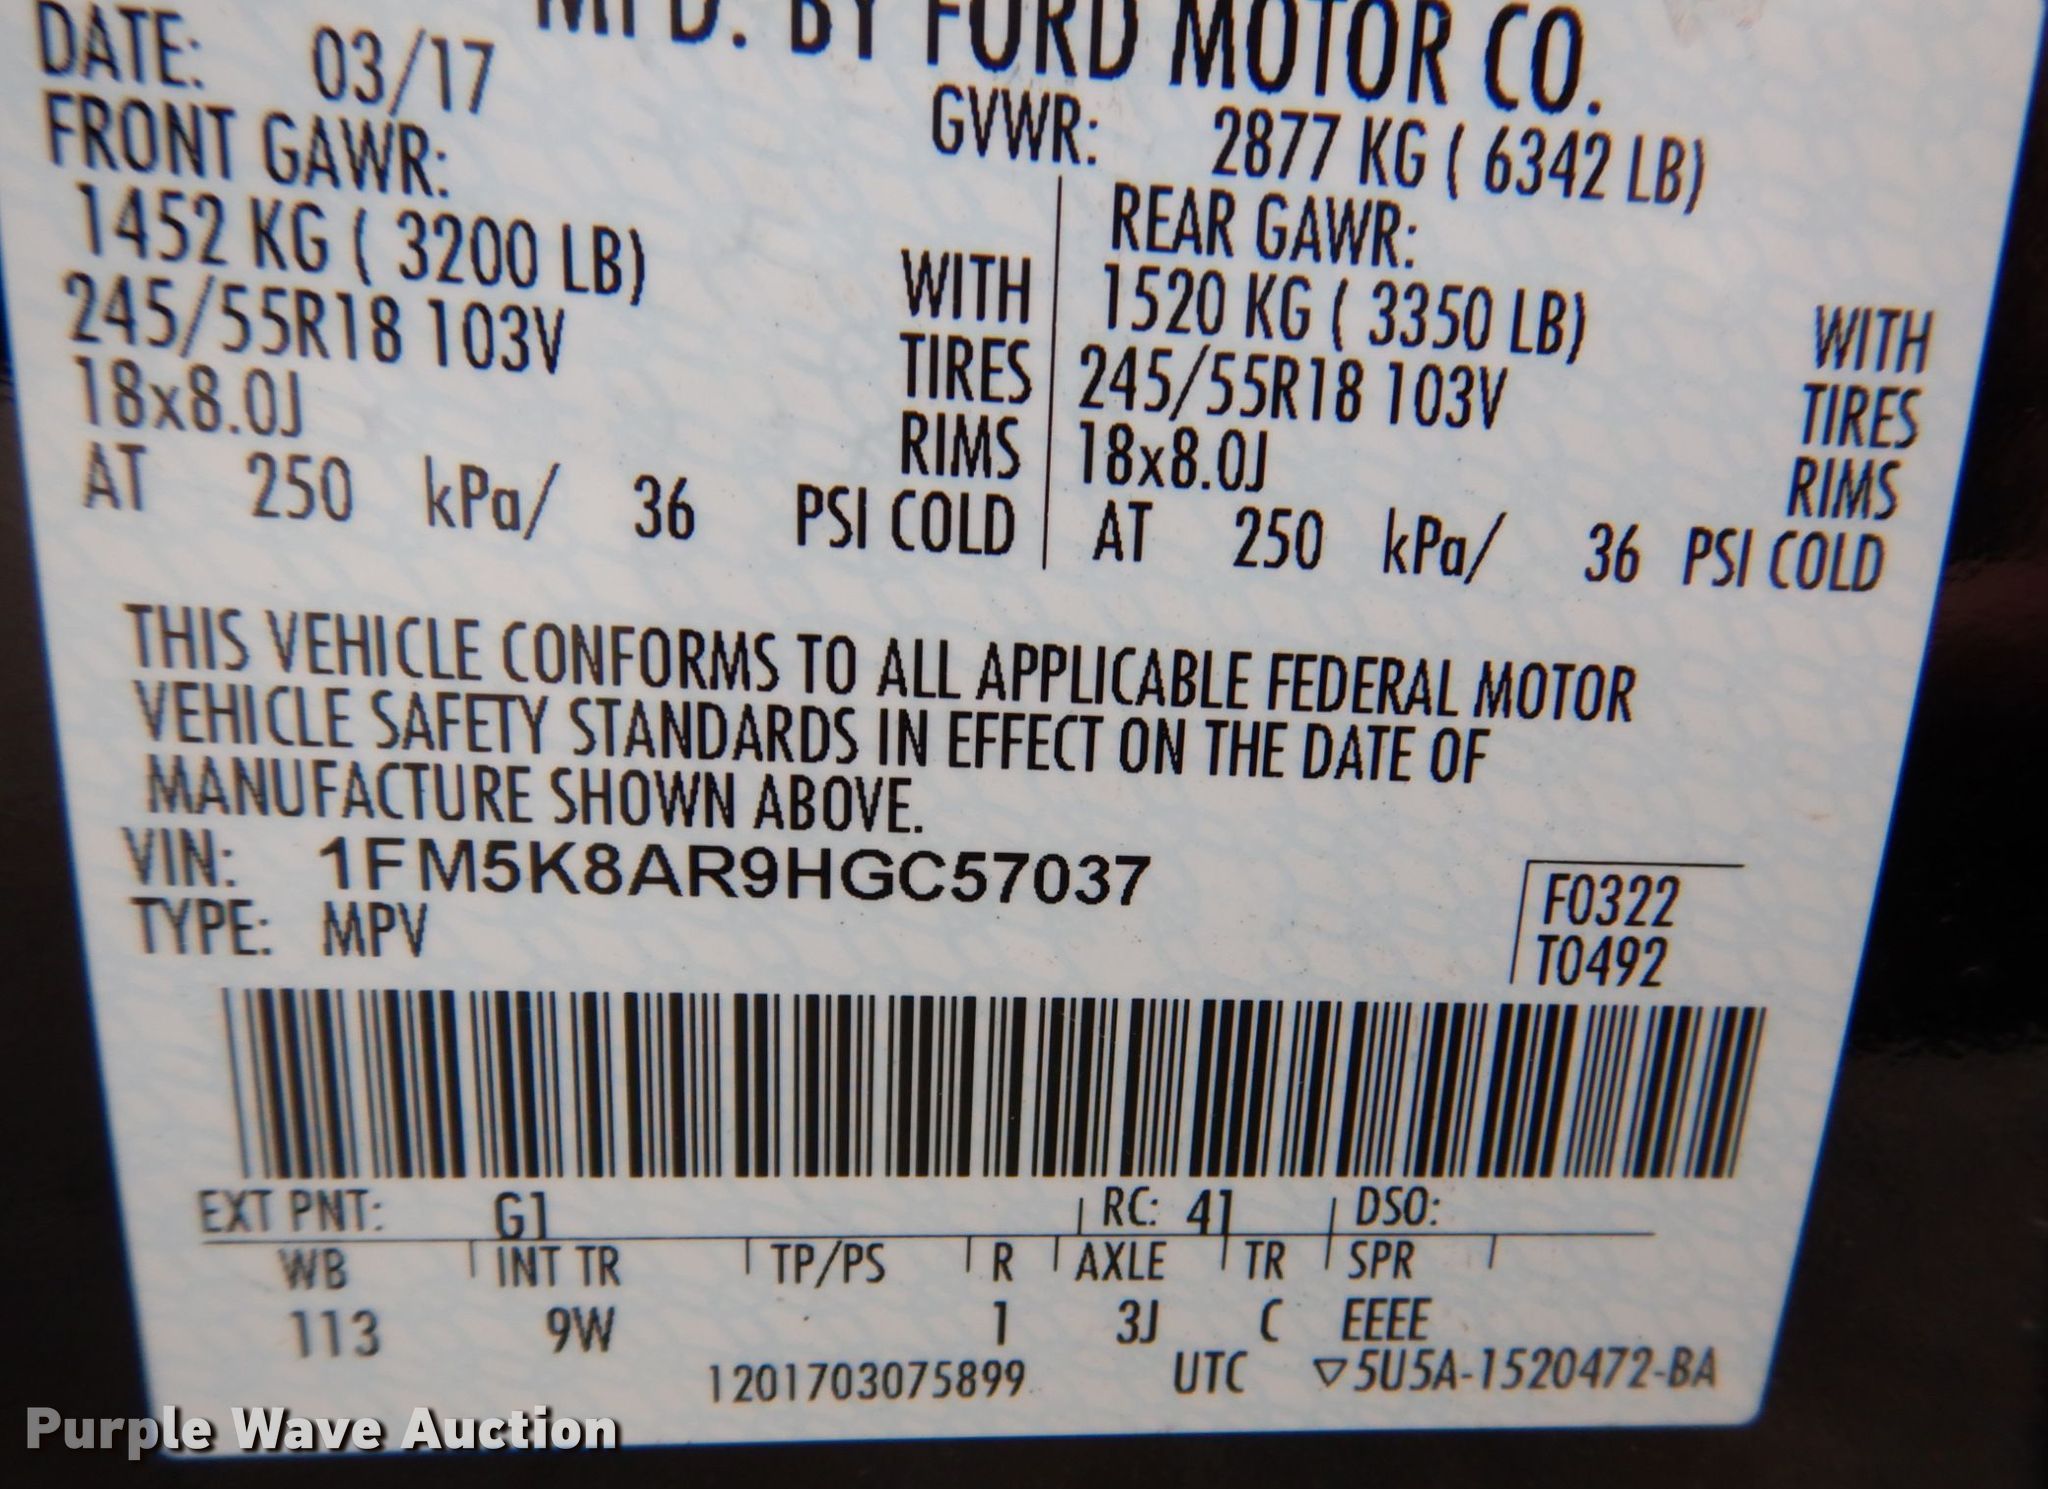 MFD. BY FORD MOTOR CO.
DATE: 03/17
GVWR: 2877 KG ( 6342 LB)
FRONT GAWR:
1452 KG ( 3200 LB) WITH
245/55R18 103V TIRES
18x8.0J RIMS
AT 250 kPa/ 36 PSI COLD
REAR GAWR:
1520 KG ( 3350 LB) WITH
245/55R18 103V TIRES
18x8.0J RIMS
AT 250 kPa/ 36 PSI COLD
THIS VEHICLE CONFORMS TO ALL APPLICABLE FEDERAL MOTOR
VEHICLE SAFETY STANDARDS IN EFFECT ON THE DATE OF
MANUFACTURE SHOWN ABOVE.
VIN: 1FM5K8AR9HGC57037
TYPE: MPV
F0322
T0492
EXT PNT: G1 RC: 41 DSO:
WB INT TR TP/PS R AXLE TR SPR
113 9W 1 3J C EEEE
1201703075899 UTC ▽5U5A-1520472-BA
Purple Wave Auction